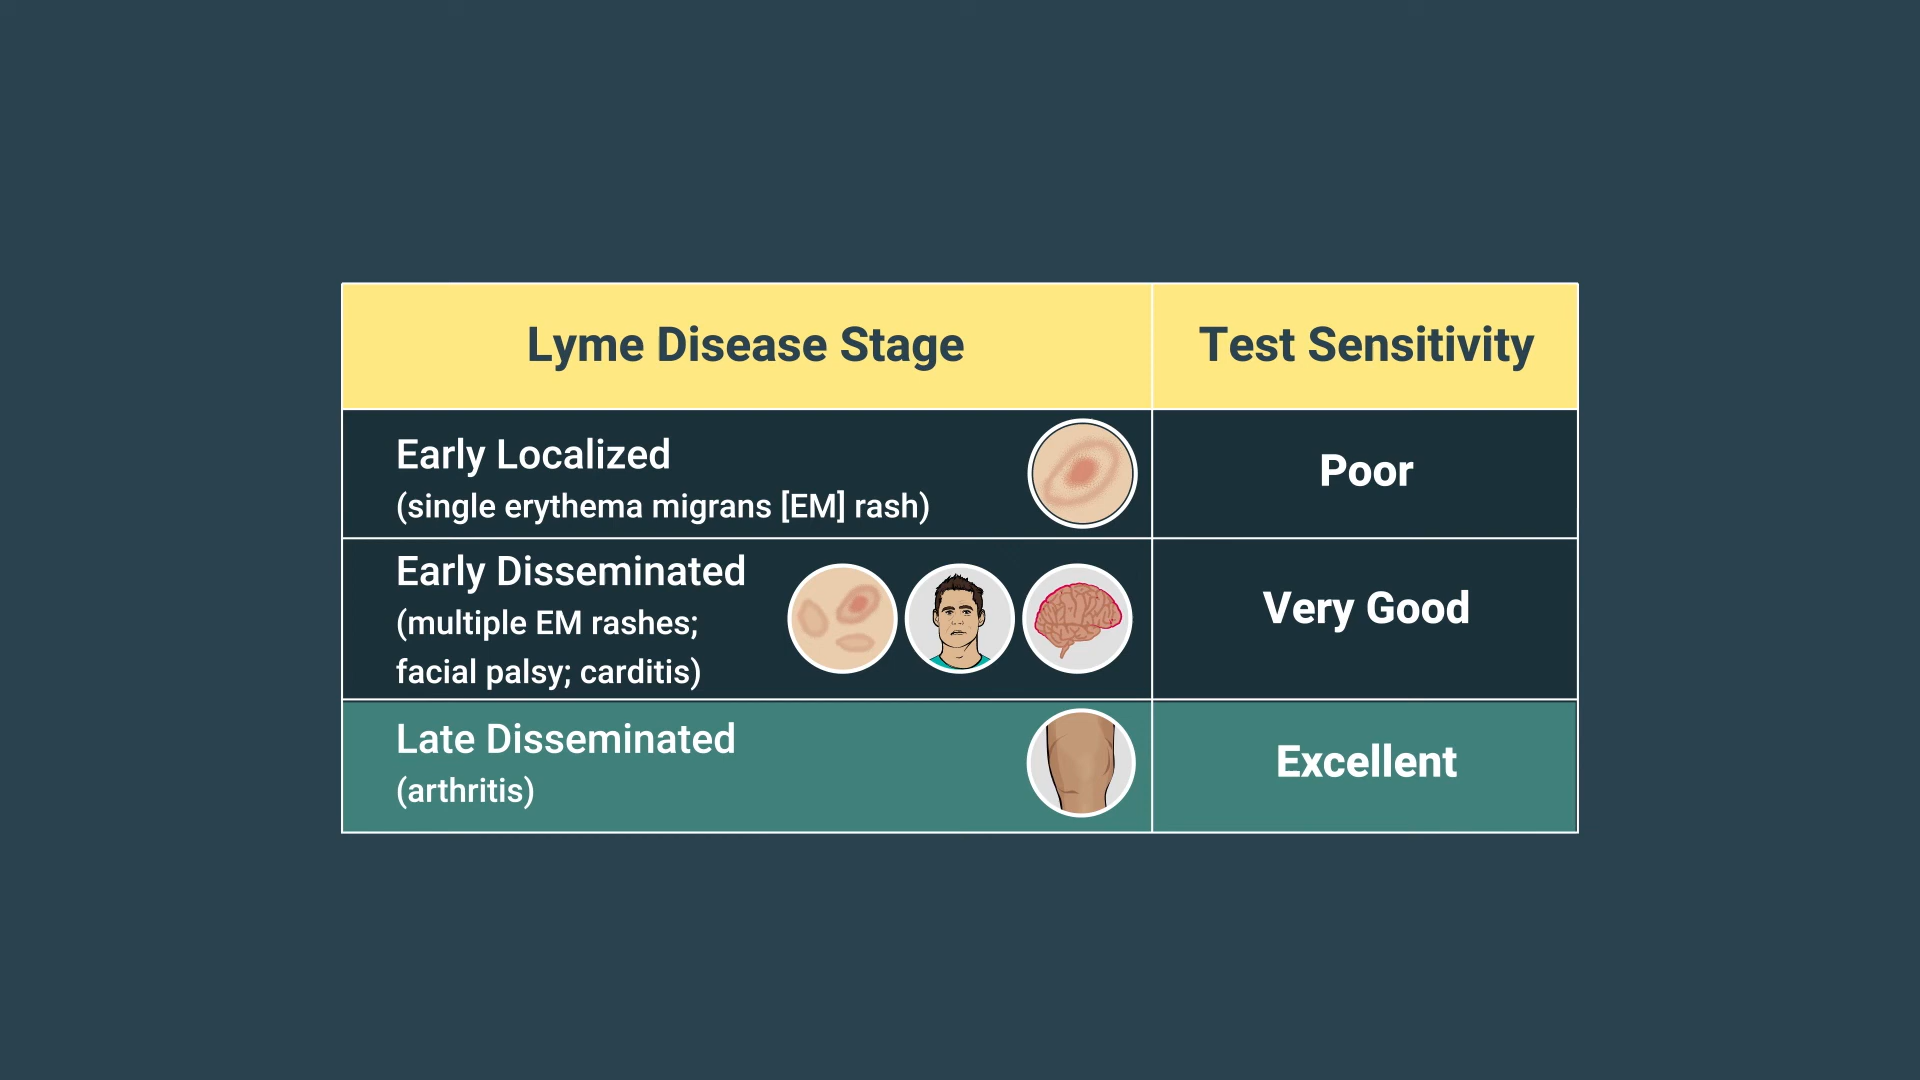 Lyme Disease Stage
Test Sensitivity
Early Localized
(single erythema migrans [EM] rash)
Poor
Early Disseminated
(multiple EM rashes;
facial palsy; carditis)
Very Good
Late Disseminated
(arthritis)
Excellent